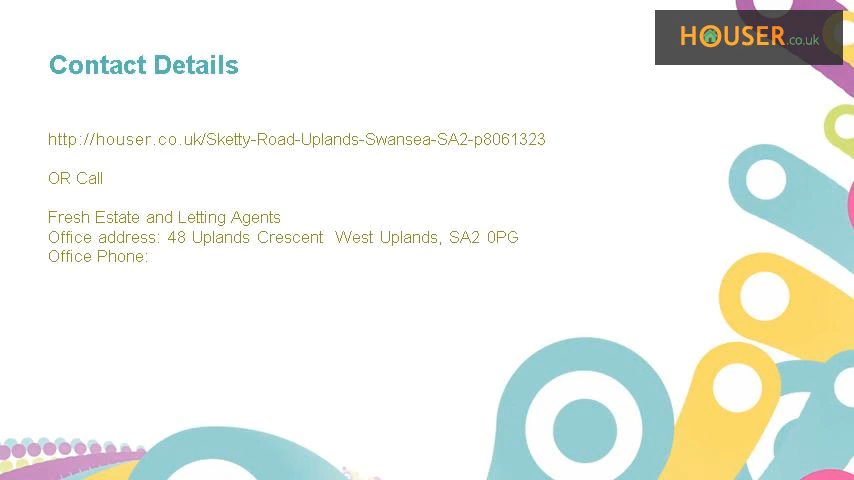 HOUSER.co.uk
Contact Details
http://houser.co.uk/Sketty-Road-Uplands-Swansea-SA2-p8061323
OR Call
Fresh Estate and Letting Agents
Office address: 48 Uplands Crescent West Uplands, SA2 0PG
Office Phone: